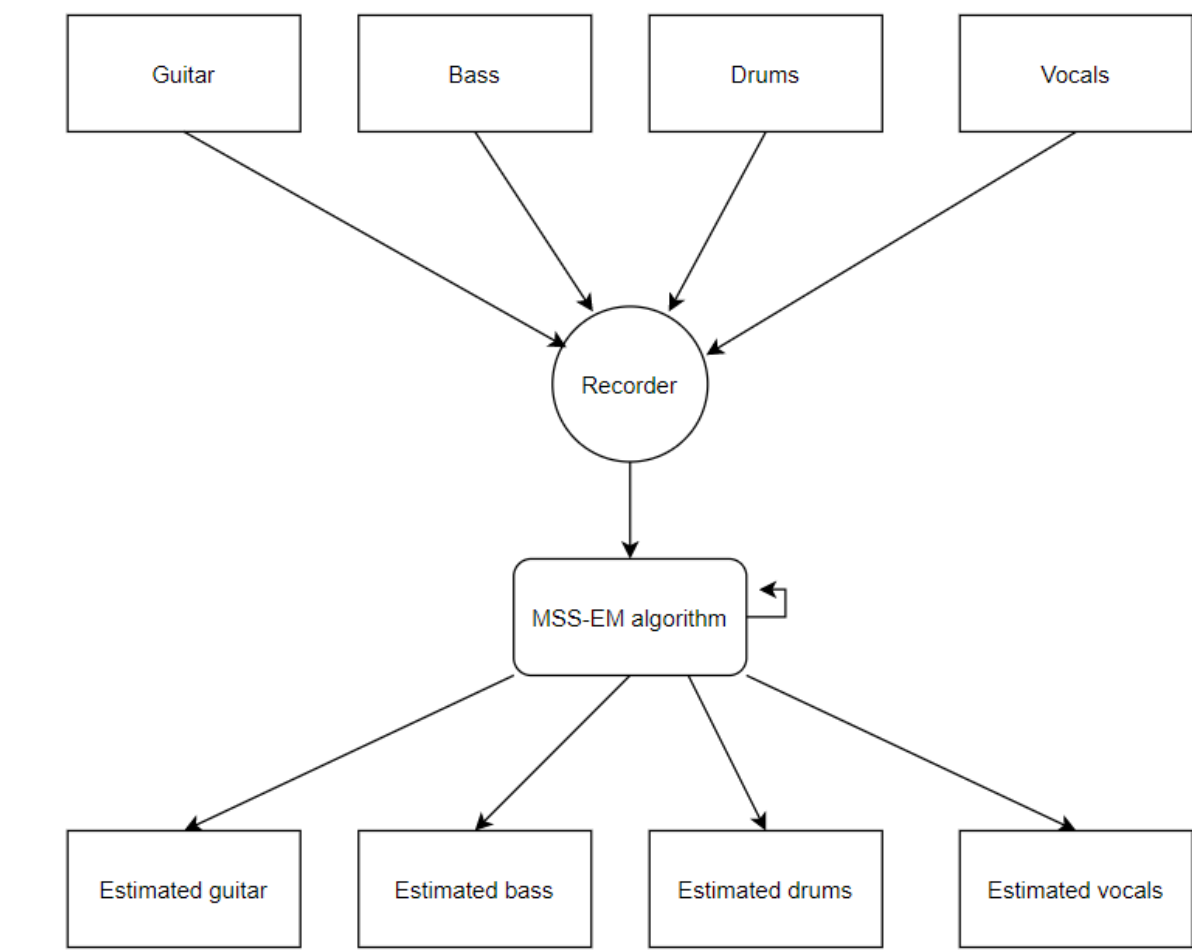 Guitar
Bass
Drums
Vocals
Recorder
MSS-EM algorithm
Estimated guitar
Estimated bass
Estimated drums
Estimated vocals